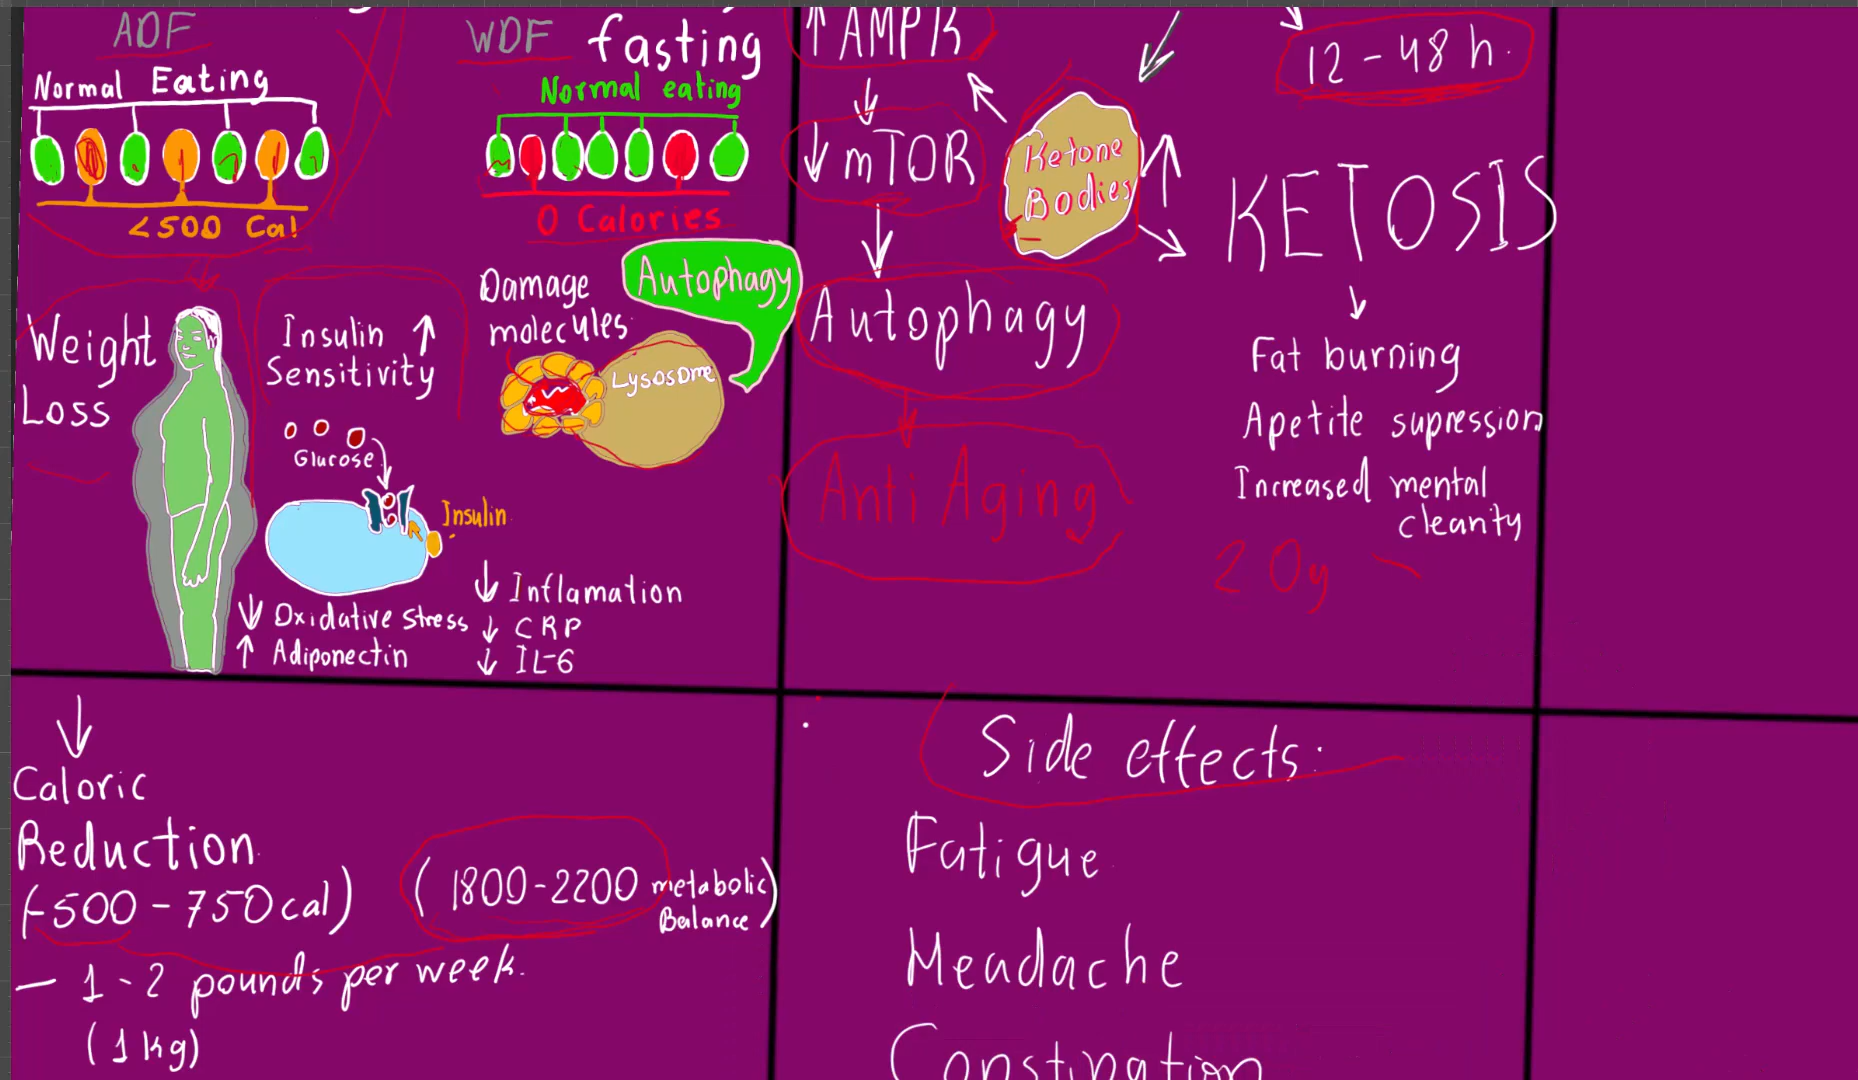 ADF
Normal Eating
<500 Cal
WDF fasting
Normal eating
0 Calories
Weight
Loss
Insulin ↑
Sensitivity
Glucose
Insulin
↓ Oxidative stress
↑ Adiponectin
Damage
molecules
Autophagy
Lysosome
↓ Inflamation
↓ CRP
↓ IL-6
↑ AMPK
↓ mTOR
Autophagy
Anti Aging
Ketone
Bodies
12-48 h.
KETOSIS
Fat burning
Apetite supression
Increased mental
clearity
20y
Caloric
Reduction
(-500-750cal)
(1800-2200 metabolic
Balance)
- 1-2 pounds per week.
(1kg)
Side effects:
Fatigue
Headache
Constipation